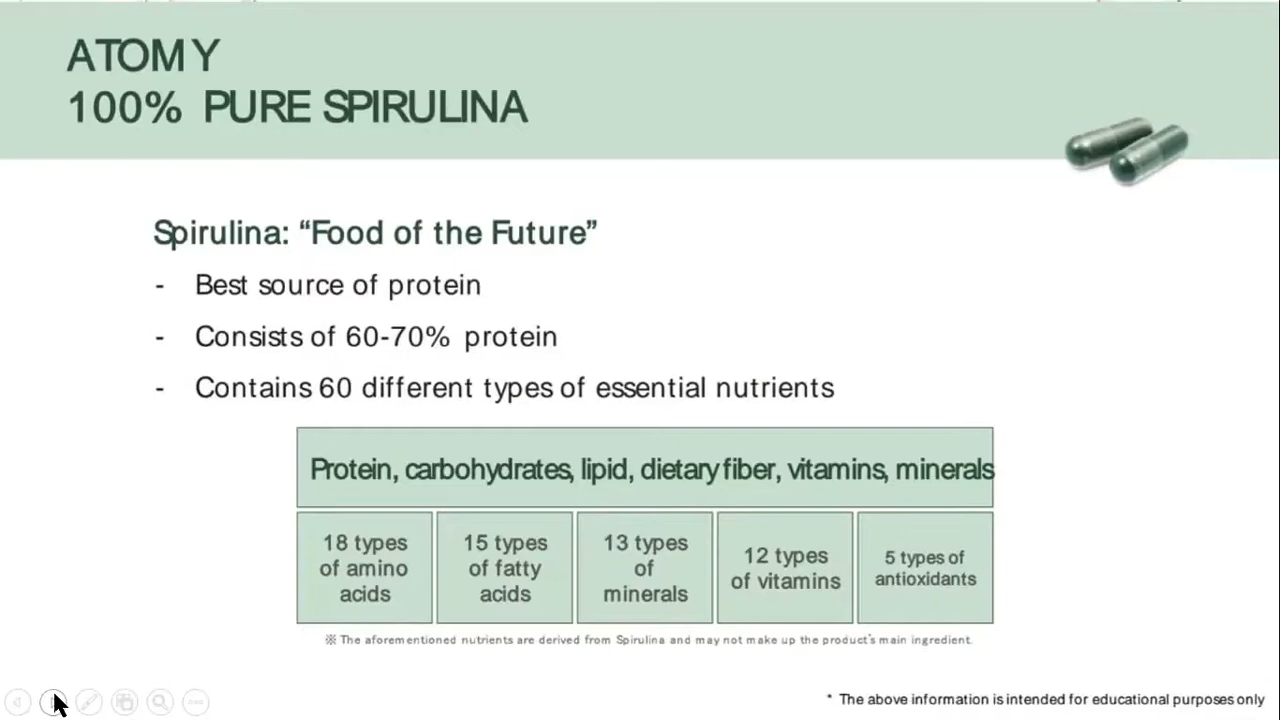 ATOMY
100% PURE SPIRULINA
Spirulina: “Food of the Future”
- Best source of protein
- Consists of 60-70% protein
- Contains 60 different types of essential nutrients
Protein, carbohydrates, lipid, dietary fiber, vitamins, minerals
18 types
of amino
acids
15 types
of fatty
acids
13 types
of
minerals
12 types
of vitamins
5 types of
antioxidants
※ The aforementioned nutrients are derived from Spirulina and may not make up the product's main ingredient.
* The above information is intended for educational purposes only